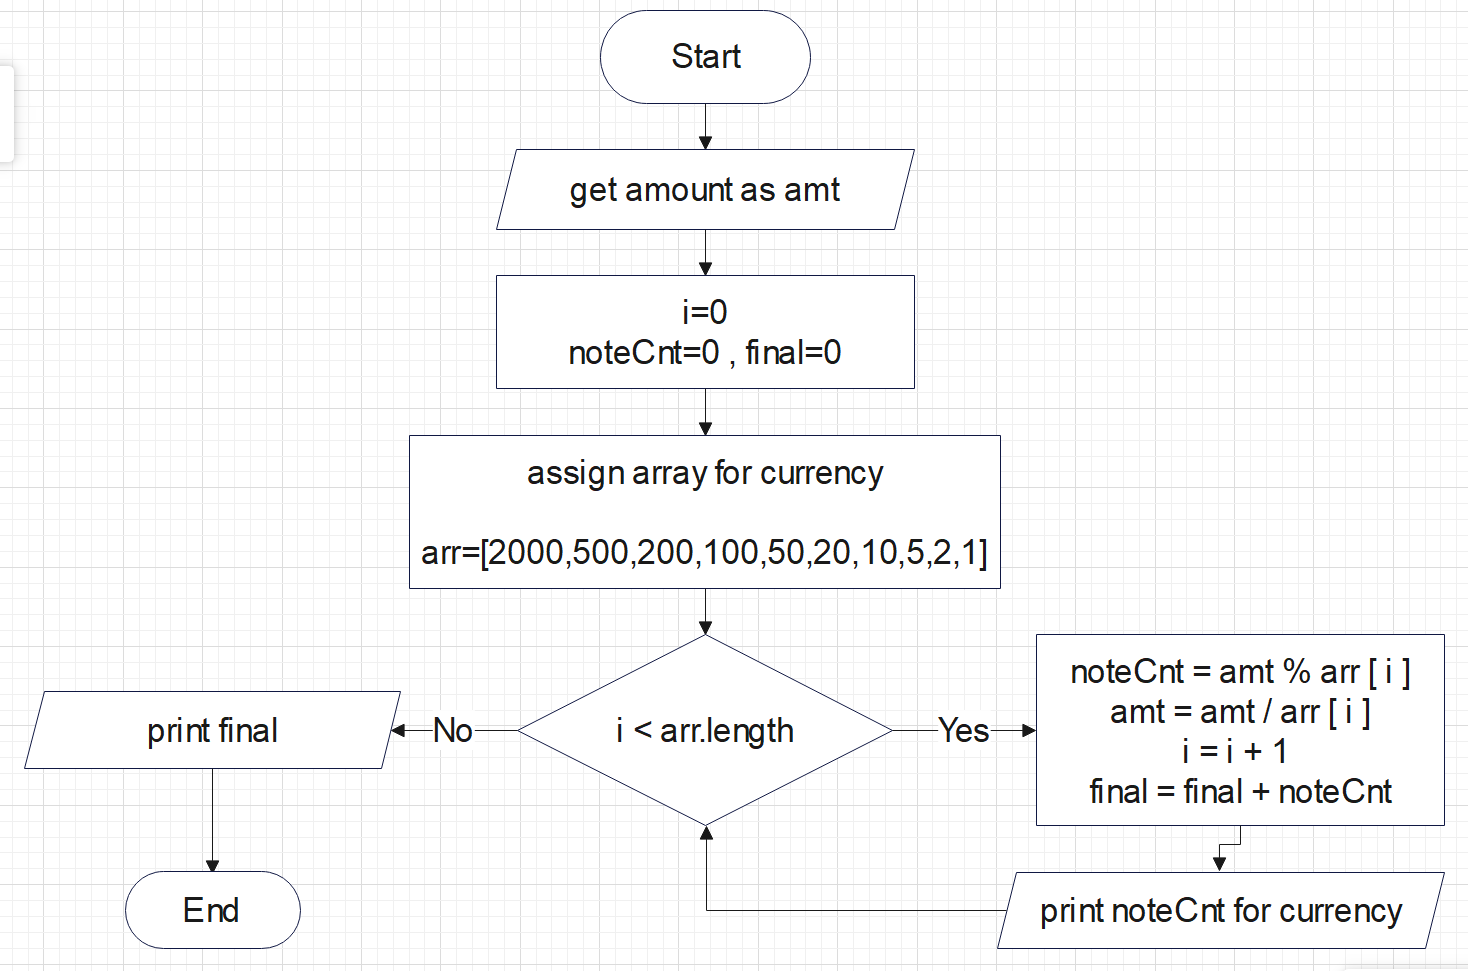 Start
get amount as amt
i=0
noteCnt=0 , final=0
assign array for currency
arr=[2000,500,200,100,50,20,10,5,2,1]
i < arr.length
Yes
noteCnt = amt % arr [ i ]
amt = amt / arr [ i ]
i = i + 1
final = final + noteCnt
print noteCnt for currency
No
print final
End